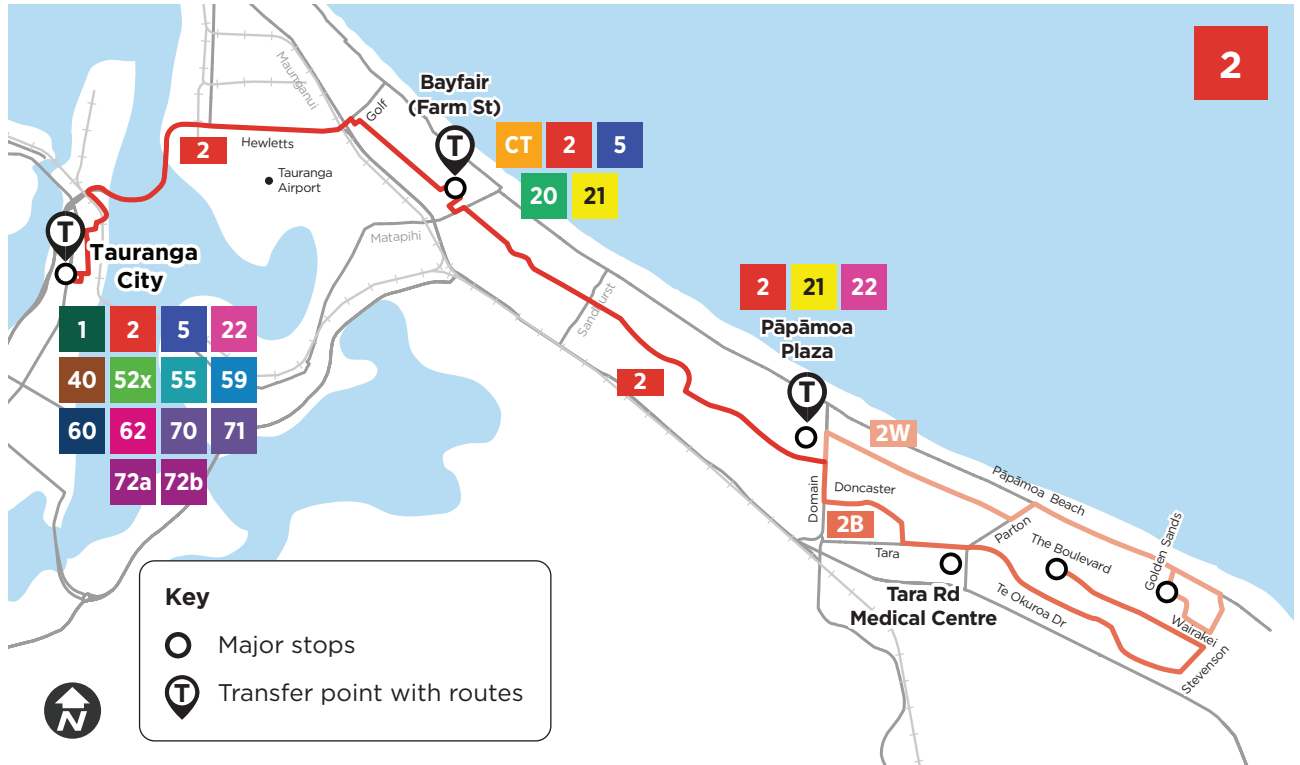 2
Bayfair
(Farm St)
T
CT 2 5
20 21
Maunganui
Golf
Hewletts
2
Tauranga
Airport
T
Tauranga
City
Matapihi
1 2 5 22
40 52x 55 59
60 62 70 71
72a 72b
Sandhurst
2
2 21 22
Pāpāmoa
Plaza
T
2W
Domain
Doncaster
2B
Tara
Parton
Pāpāmoa Beach
The Boulevard
Golden Sands
Tara Rd
Medical Centre
Te Okuroa Dr
Wairakei
Stevenson
Key
Major stops
T Transfer point with routes
N